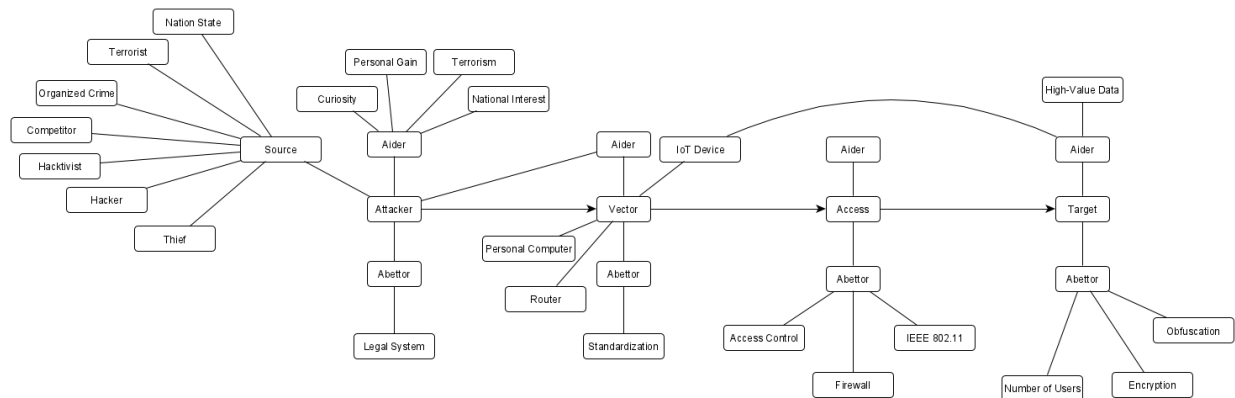 Nation State
Terrorist
Personal Gain
Terrorism
Organized Crime
Curiosity
National Interest
High-Value Data
Competitor
Source
Aider
Aider
IoT Device
Aider
Aider
Hacktivist
Hacker
Attacker
Vector
Access
Target
Thief
Personal Computer
Abettor
Abettor
Abettor
Abettor
Router
Obfuscation
Legal System
Standardization
Access Control
IEEE 802.11
Firewall
Number of Users
Encryption